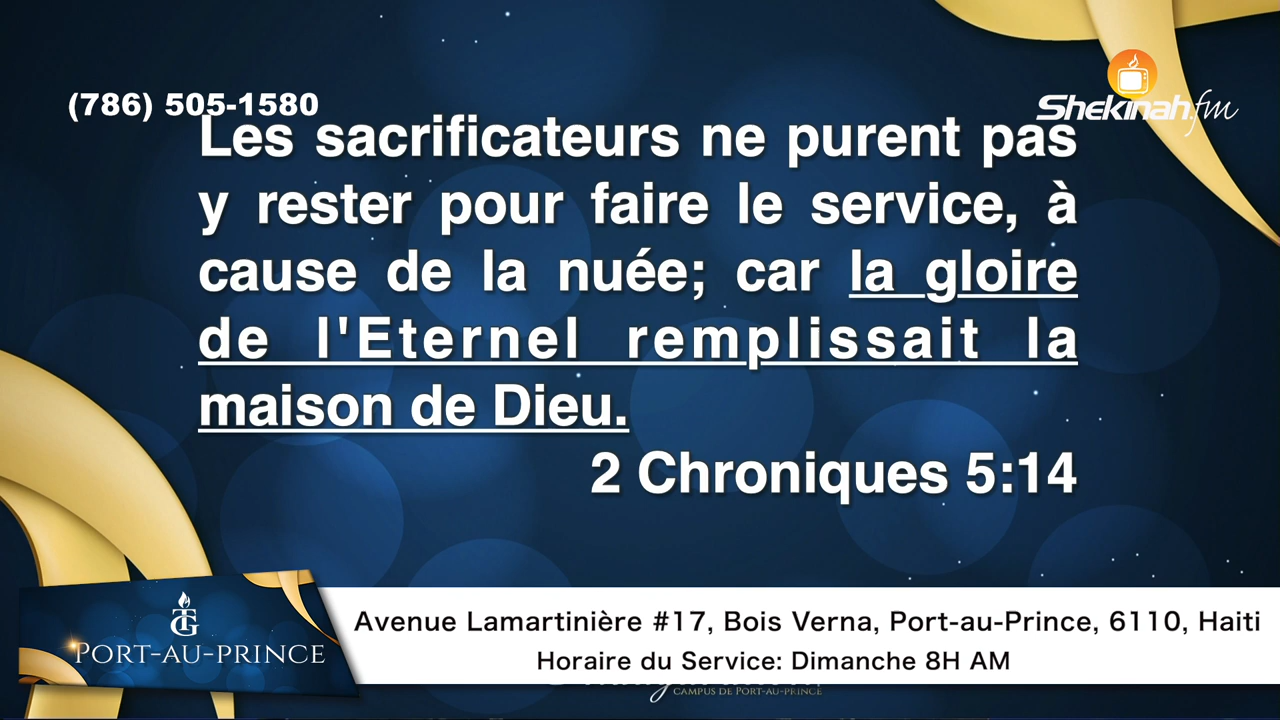 (786) 505-1580
Shekinah.fm
Les sacrificateurs ne purent pas
y rester pour faire le service, à
cause de la nuée; car la gloire
de l'Eternel remplissait la
maison de Dieu.
2 Chroniques 5:14
TG
PORT-AU-PRINCE
Avenue Lamartinière #17, Bois Verna, Port-au-Prince, 6110, Haiti
Horaire du Service: Dimanche 8H AM
CAMPUS DE PORT-AU-PRINCE